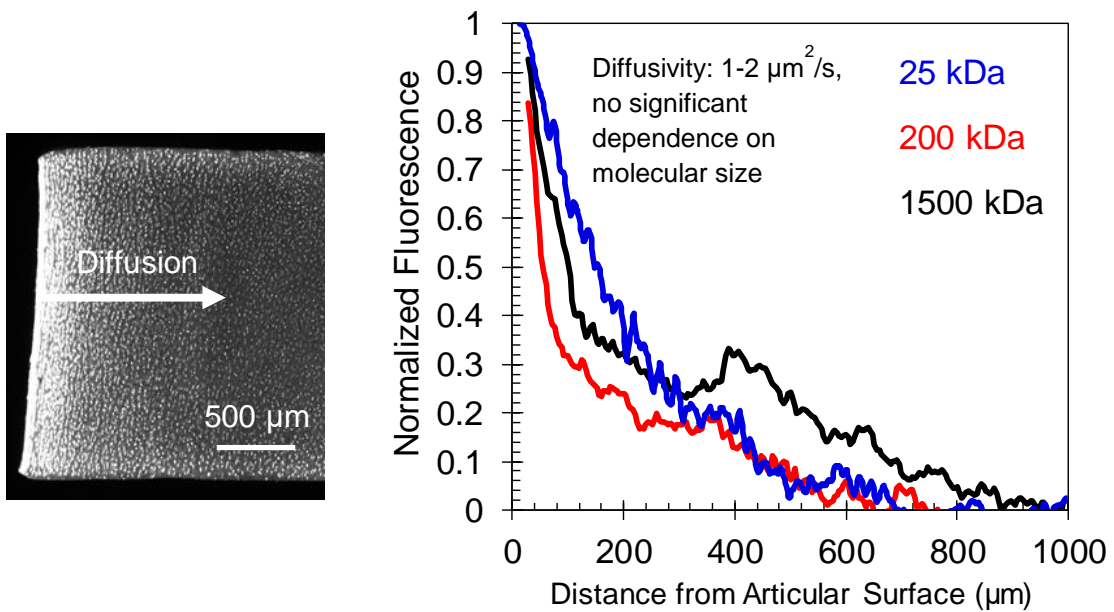 Diffusion
500 μm
Normalized Fluorescence
1
0.9
0.8
0.7
0.6
0.5
0.4
0.3
0.2
0.1
0
Diffusivity: 1-2 μm²/s,
no significant
dependence on
molecular size
25 kDa
200 kDa
1500 kDa
0 200 400 600 800 1000
Distance from Articular Surface (μm)